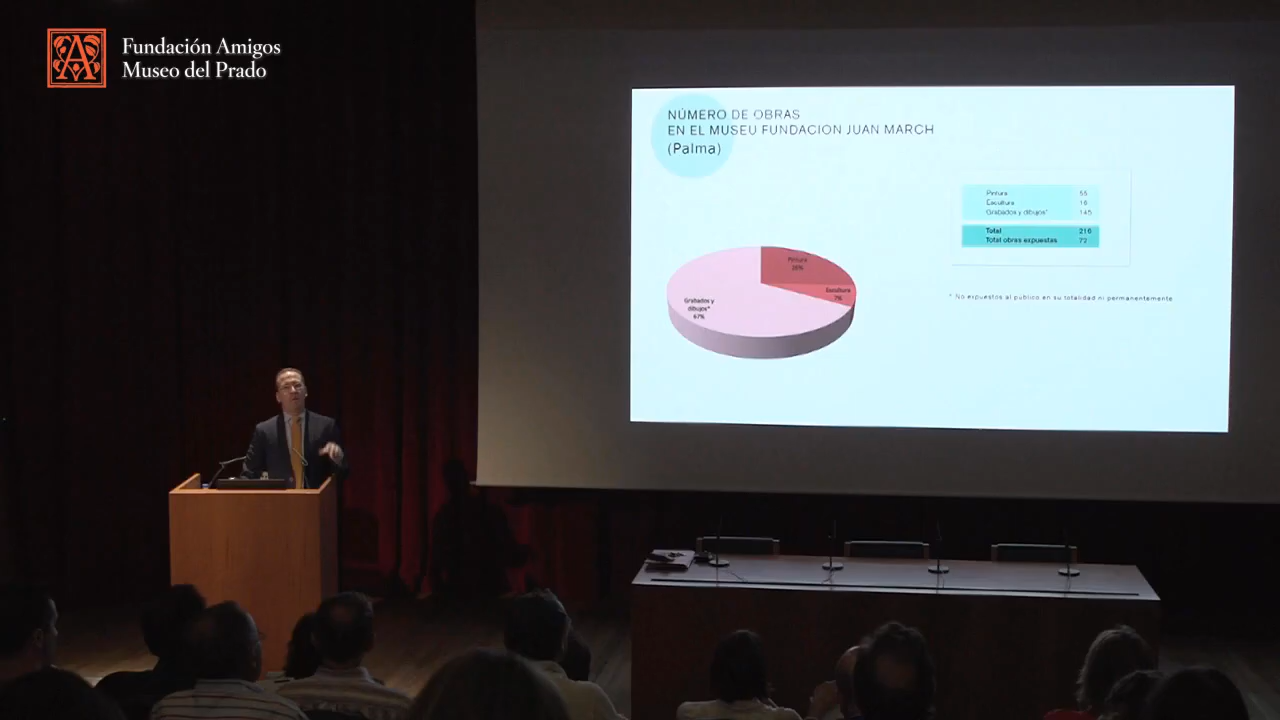 Fundación Amigos
Museo del Prado
NÚMERO DE OBRAS
EN EL MUSEU FUNDACION JUAN MARCH
(Palma)
Pintura 55
Escultura 16
Grabados y dibujos* 145
Total 216
Total obras expuestas 72
Pintura
26%
Escultura
7%
Grabados y
dibujos*
67%
* No expuestos al público en su totalidad ni permanentemente